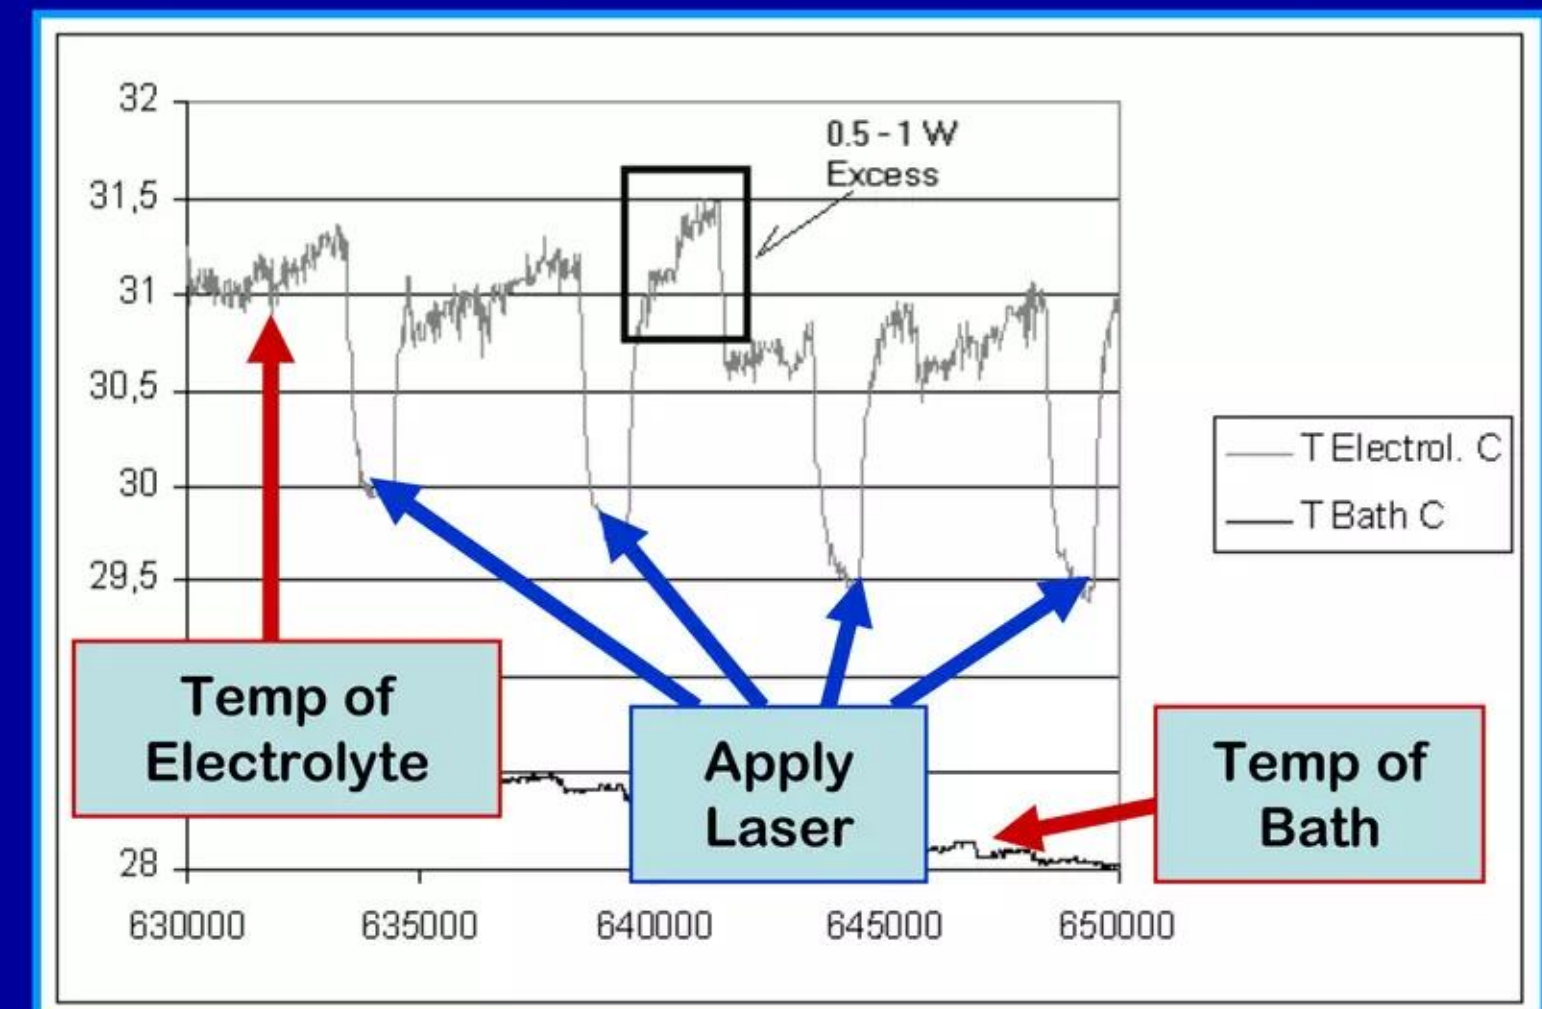 32
31,5
31
30,5
30
29,5
28
0.5 - 1 W
Excess
T Electrol. C
T Bath C
Temp of
Electrolyte
Apply
Laser
Temp of
Bath
630000
635000
640000
645000
650000